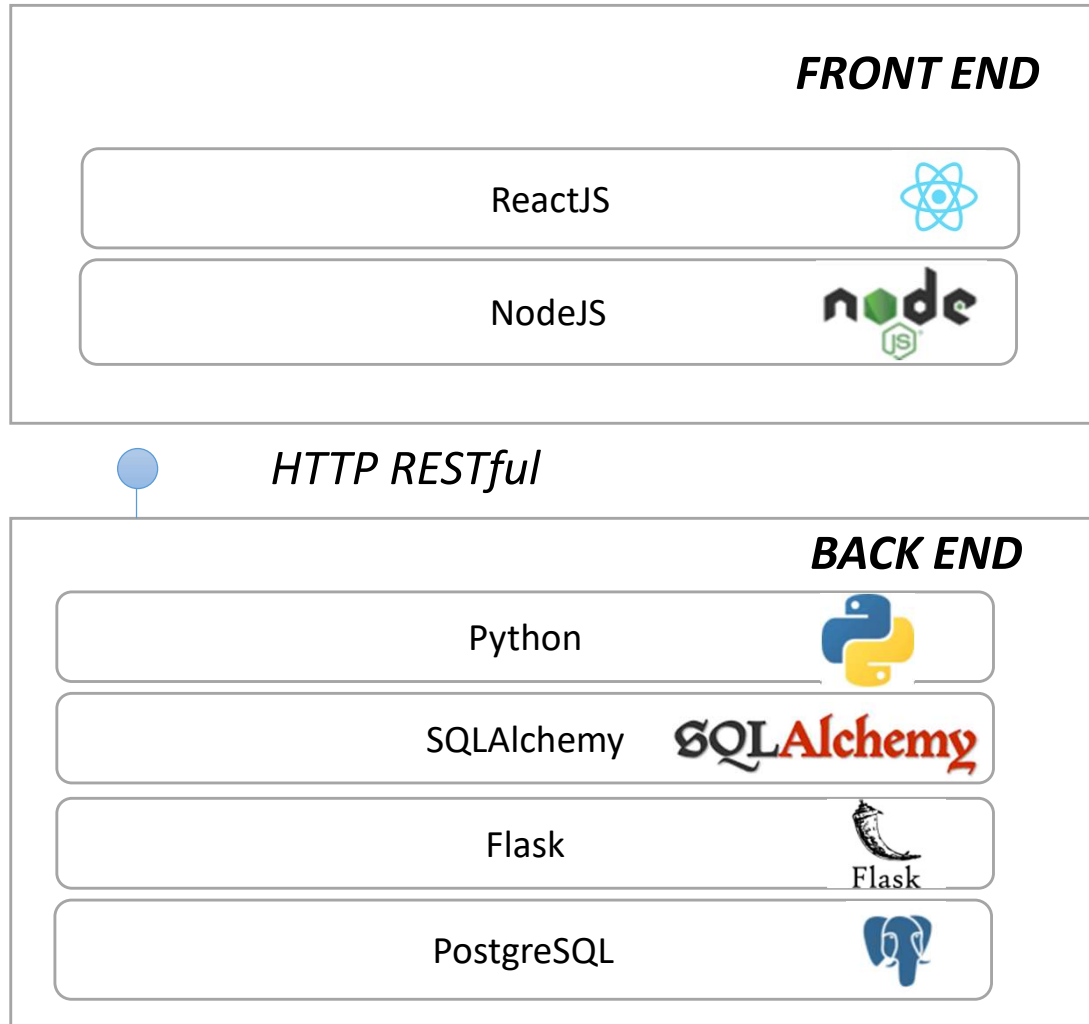 FRONT END
ReactJS
NodeJS
node
JS
HTTP RESTful
BACK END
Python
SQLAlchemy
SQLAlchemy
Flask
Flask
PostgreSQL